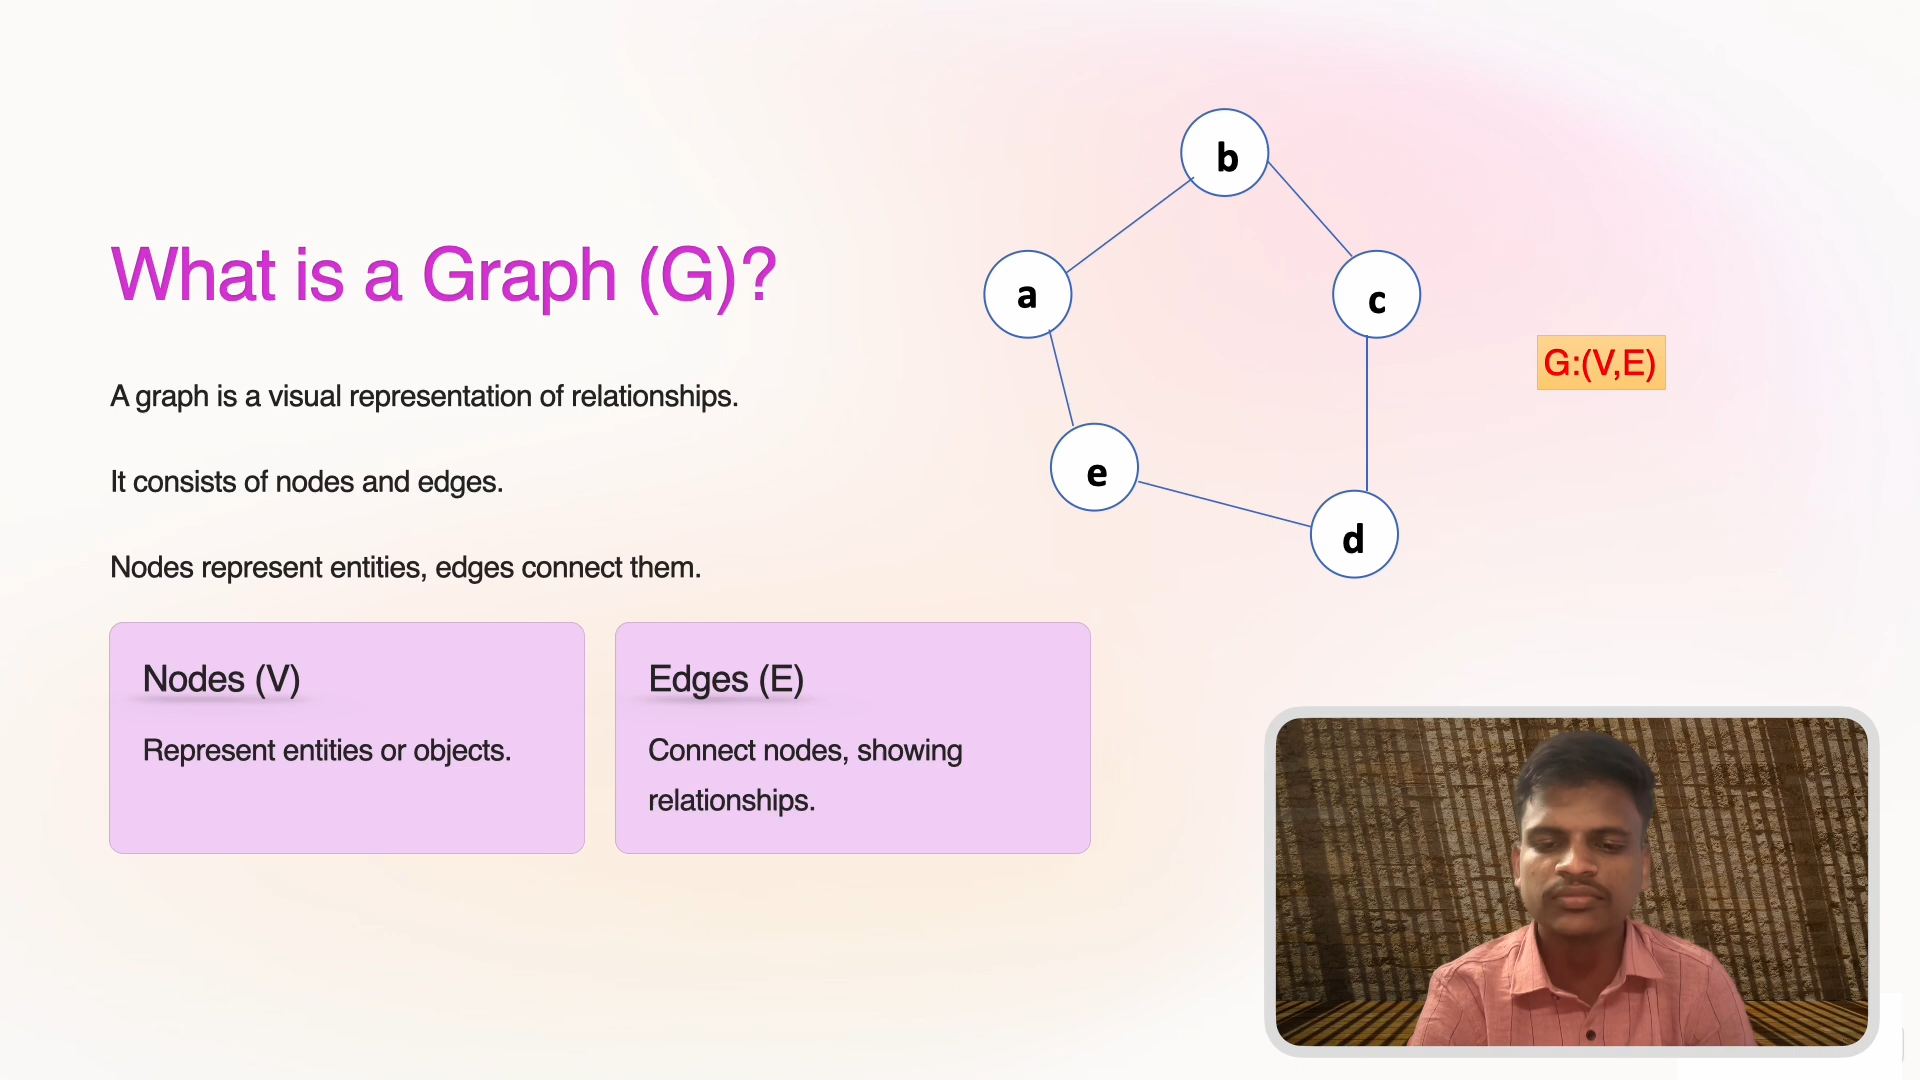 What is a Graph (G)?
A graph is a visual representation of relationships.
It consists of nodes and edges.
Nodes represent entities, edges connect them.
Nodes (V)
Represent entities or objects.
Edges (E)
Connect nodes, showing
relationships.
b
a
c
e
d
G:(V,E)